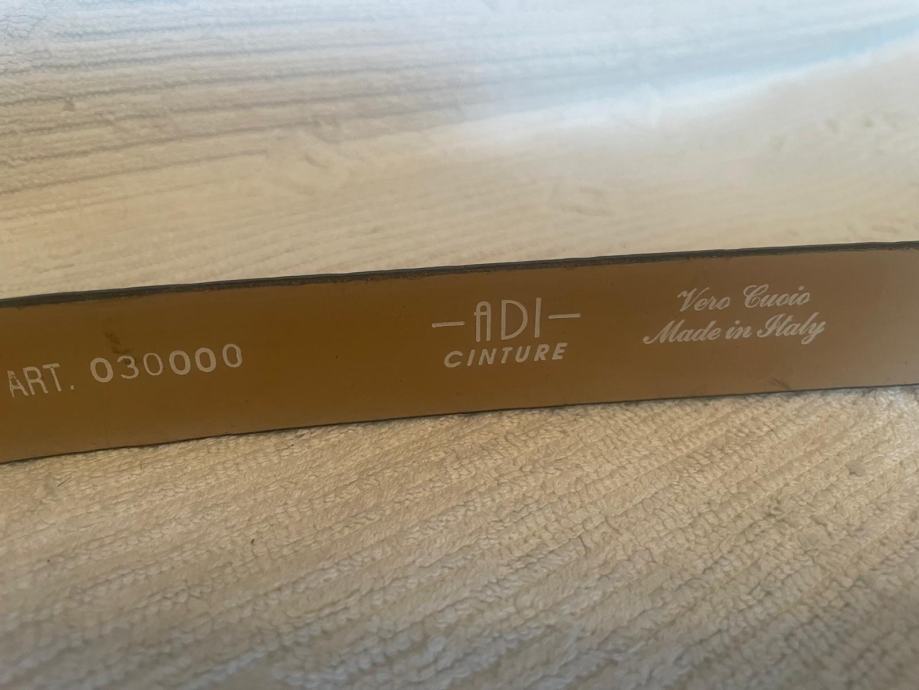 ART. 030000
—ADI—
CINTURE
Vero Cuoio
Made in Italy